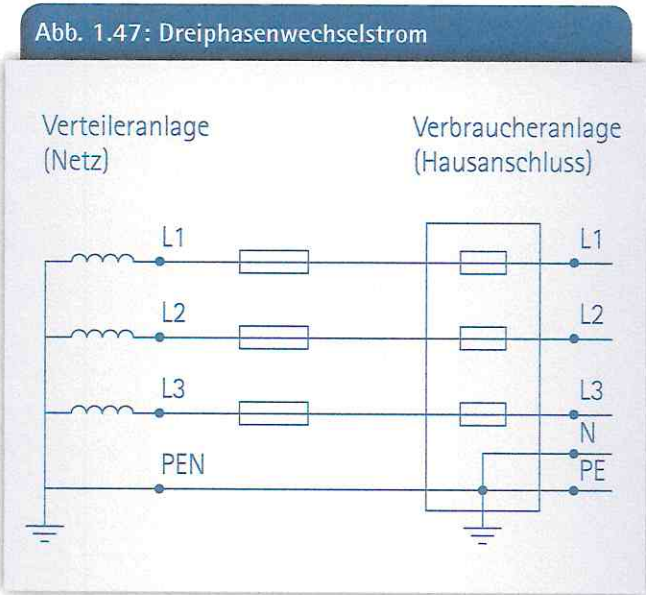 Abb. 1.47: Dreiphasenwechselstrom
Verteileranlage
(Netz)
Verbraucheranlage
(Hausanschluss)
L1
L1
L2
L2
L3
L3
N
PEN
PE